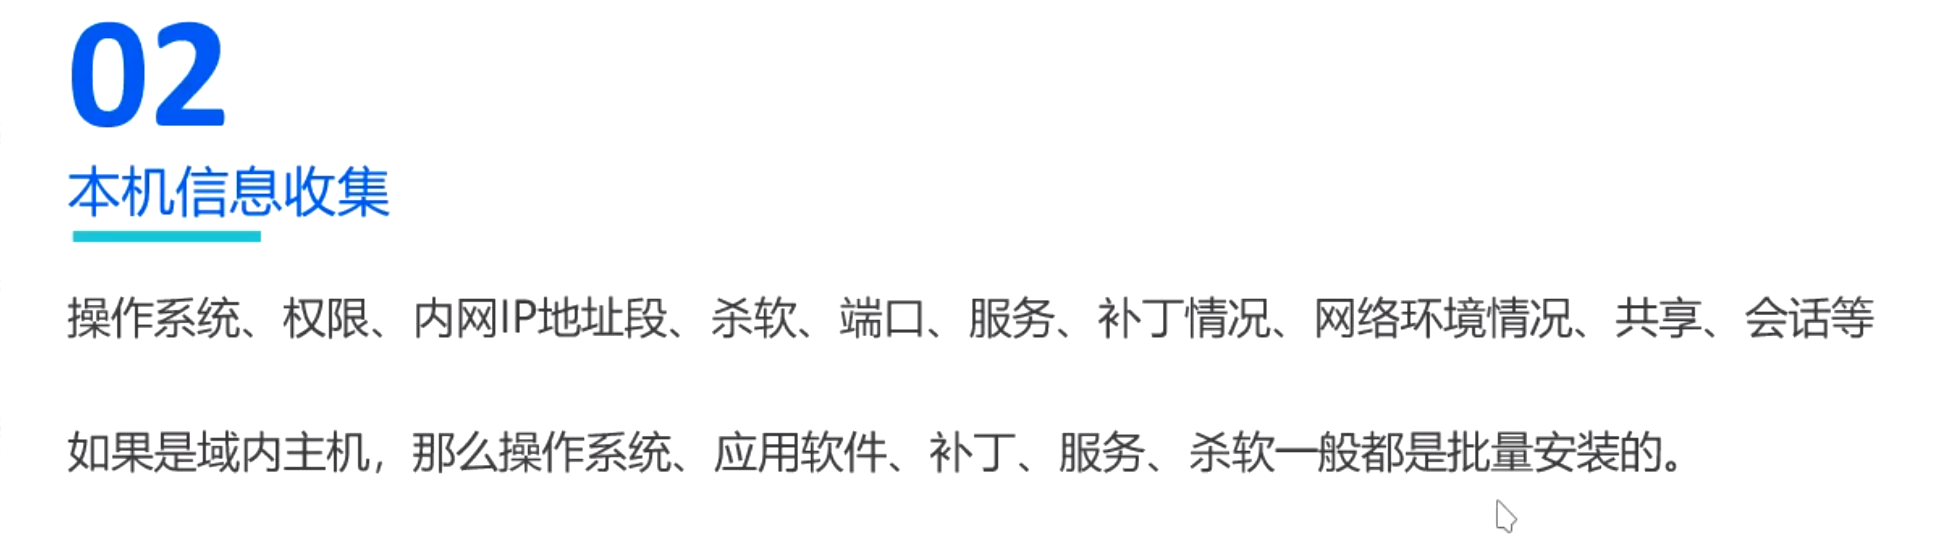 02
本机信息收集
操作系统、权限、内网IP地址段、杀软、端口、服务、补丁情况、网络环境情况、共享、会话等
如果是域内主机，那么操作系统、应用软件、补丁、服务、杀软一般都是批量安装的。